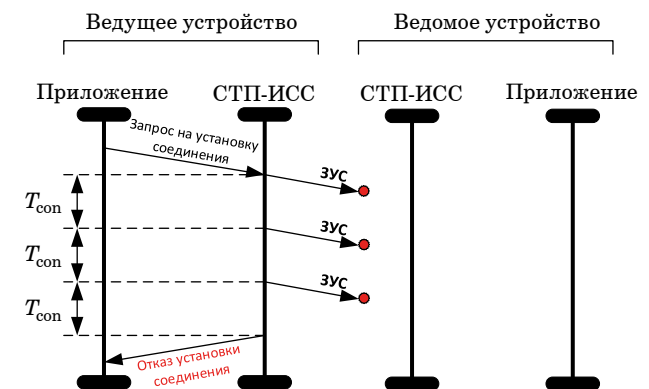 Ведущее устройство
Ведомое устройство
Приложение
СТП-ИСС
СТП-ИСС
Приложение
Запрос на установку
соединения
ЗУС
Tcon
ЗУС
Tcon
ЗУС
Tcon
Отказ установки
соединения